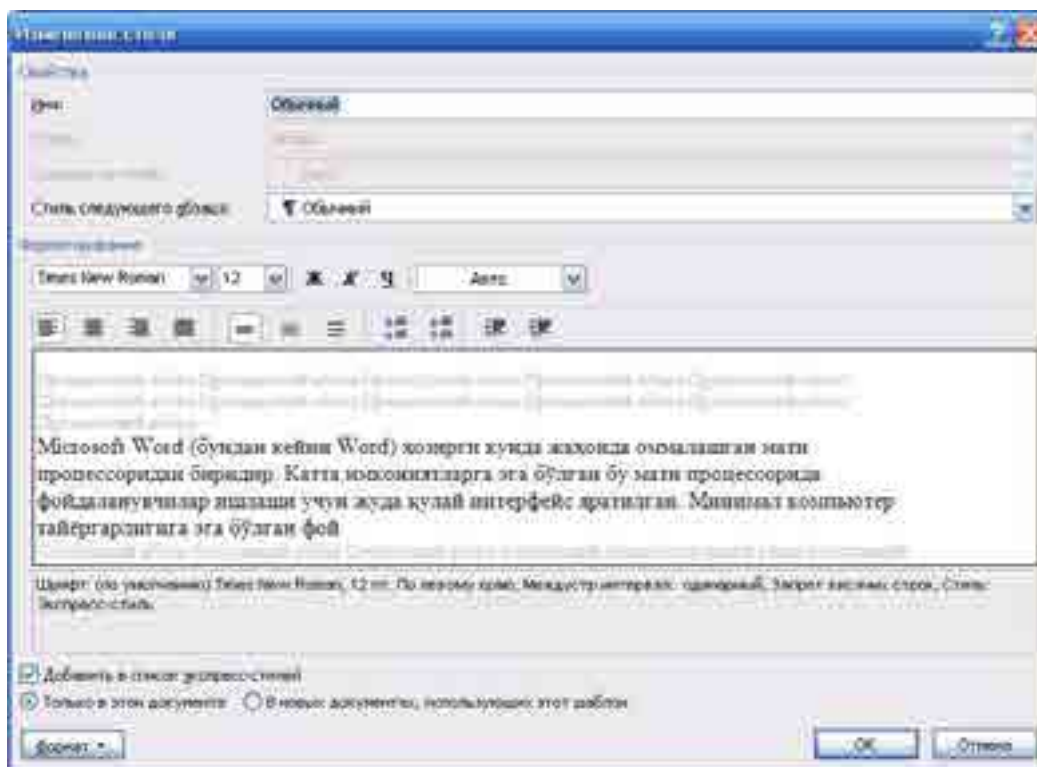 Изменение стиля
Свойства
Имя: Обычный
Стиль следующего абзаца: ¶ Обычный
Форматирование
Times New Roman 12 Ж К Ч Авто
Microsoft Word (бундан кейин Word) хозирги кунда жаҳонда оммалашган матн
процессоридан биридир. Катта имкониятларга эга бўлган бу матн процессорида
фойдаланувчилар ишлаши учун жуда қулай интерфейс яратилган. Минимал компьютер
тайёргарлигига эга бўлган фой
Шрифт: (по умолчанию) Times New Roman, 12 пт, По левому краю, Междустр.интервал: одинарный, Запрет висячих строк, Стиль:
Экспресс-стиль
Добавить в список экспресс-стилей
Только в этом документе В новых документах, использующих этот шаблон
Формат
ОК Отмена